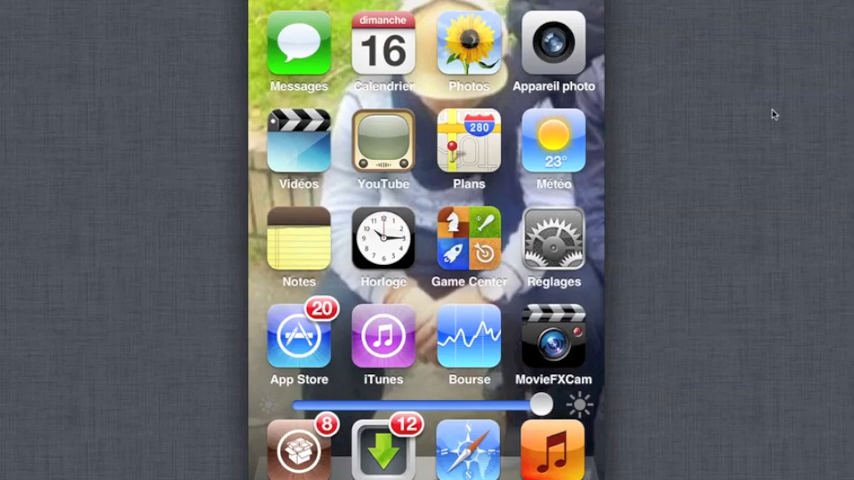 dimanche
16
Messages
Calendrier
Photos
Appareil photo
280
23°
Vidéos
YouTube
Plans
Météo
Notes
Horloge
Game Center
Réglages
20
App Store
iTunes
Bourse
MovieFXCam
8
12